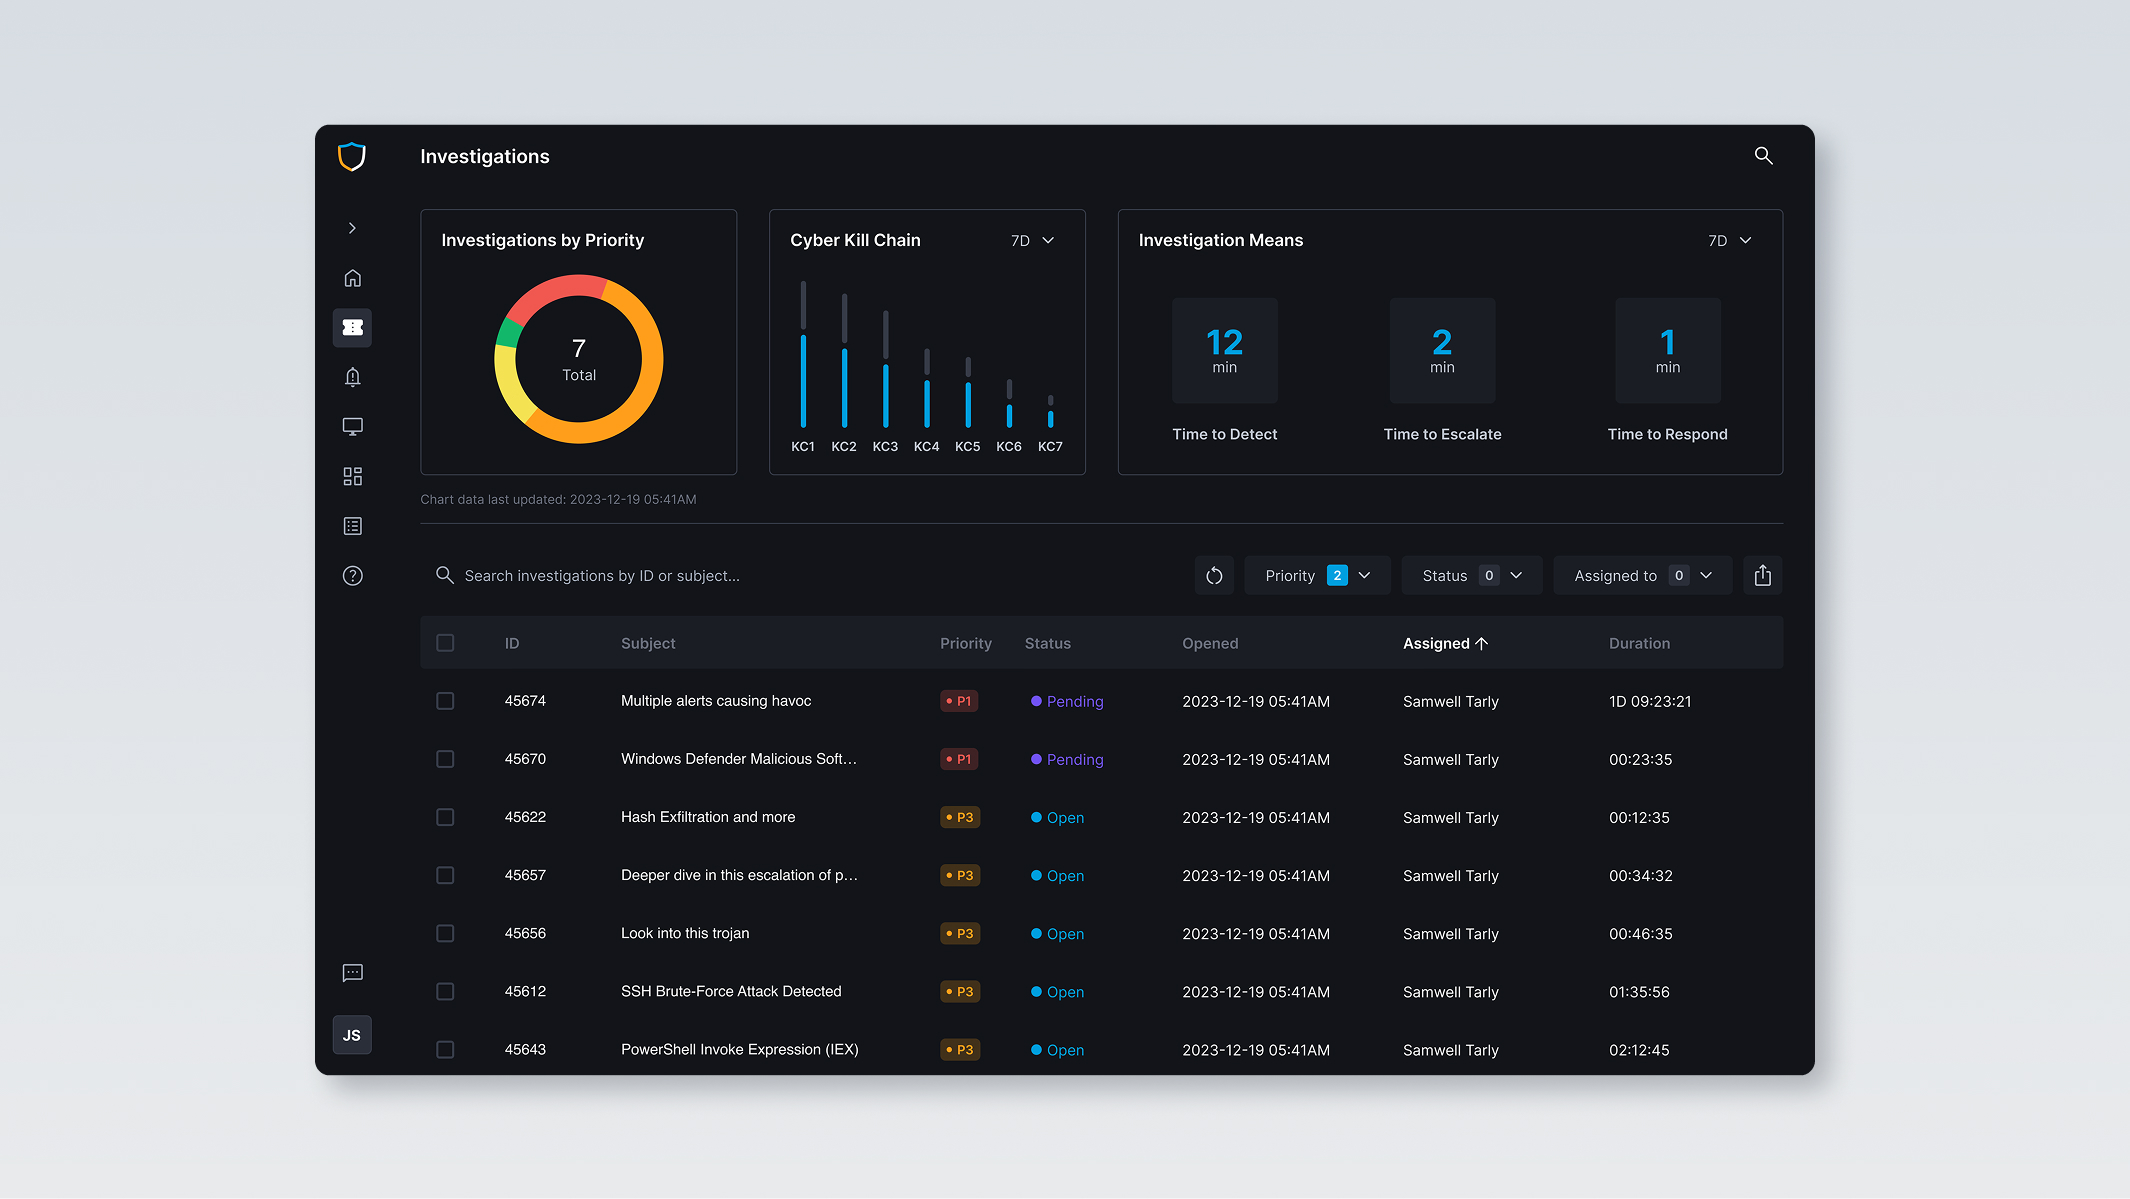 Investigations
Investigations by Priority
7
Total
Cyber Kill Chain
7D
KC1 KC2 KC3 KC4 KC5 KC6 KC7
Investigation Means
7D
12
min
Time to Detect
2
min
Time to Escalate
1
min
Time to Respond
Chart data last updated: 2023-12-19 05:41AM
Search investigations by ID or subject...
Priority 2
Status 0
Assigned to 0
ID Subject Priority Status Opened Assigned Duration
45674 Multiple alerts causing havoc P1 Pending 2023-12-19 05:41AM Samwell Tarly 1D 09:23:21
45670 Windows Defender Malicious Soft... P1 Pending 2023-12-19 05:41AM Samwell Tarly 00:23:35
45622 Hash Exfiltration and more P3 Open 2023-12-19 05:41AM Samwell Tarly 00:12:35
45657 Deeper dive in this escalation of p... P3 Open 2023-12-19 05:41AM Samwell Tarly 00:34:32
45656 Look into this trojan P3 Open 2023-12-19 05:41AM Samwell Tarly 00:46:35
45612 SSH Brute-Force Attack Detected P3 Open 2023-12-19 05:41AM Samwell Tarly 01:35:56
45643 PowerShell Invoke Expression (IEX) P3 Open 2023-12-19 05:41AM Samwell Tarly 02:12:45
JS